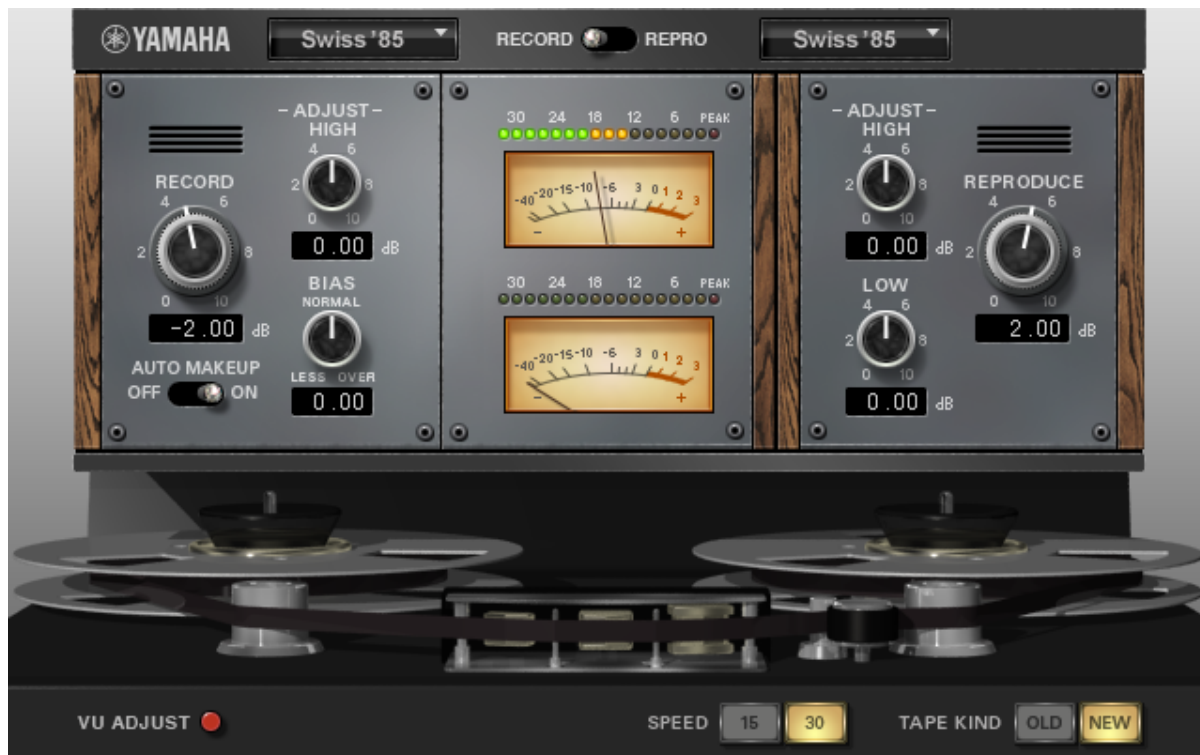 YAMAHA
Swiss '85
RECORD REPRO
Swiss '85
- ADJUST -
HIGH
4 6
2 8
0 10
0.00 dB
RECORD
4 6
2 8
0 10
-2.00 dB
BIAS
NORMAL
LESS OVER
0.00
AUTO MAKEUP
OFF ON
30 24 18 12 6 PEAK
-40 -20 -15 -10 -6 3 0 1 2 3
- +
30 24 18 12 6 PEAK
-40 -20 -15 -10 -6 3 0 1 2 3
- +
- ADJUST -
HIGH
4 6
2 8
0 10
0.00 dB
LOW
4 6
2 8
0 10
0.00 dB
REPRODUCE
4 6
2 8
0 10
2.00 dB
VU ADJUST
SPEED 15 30
TAPE KIND OLD NEW